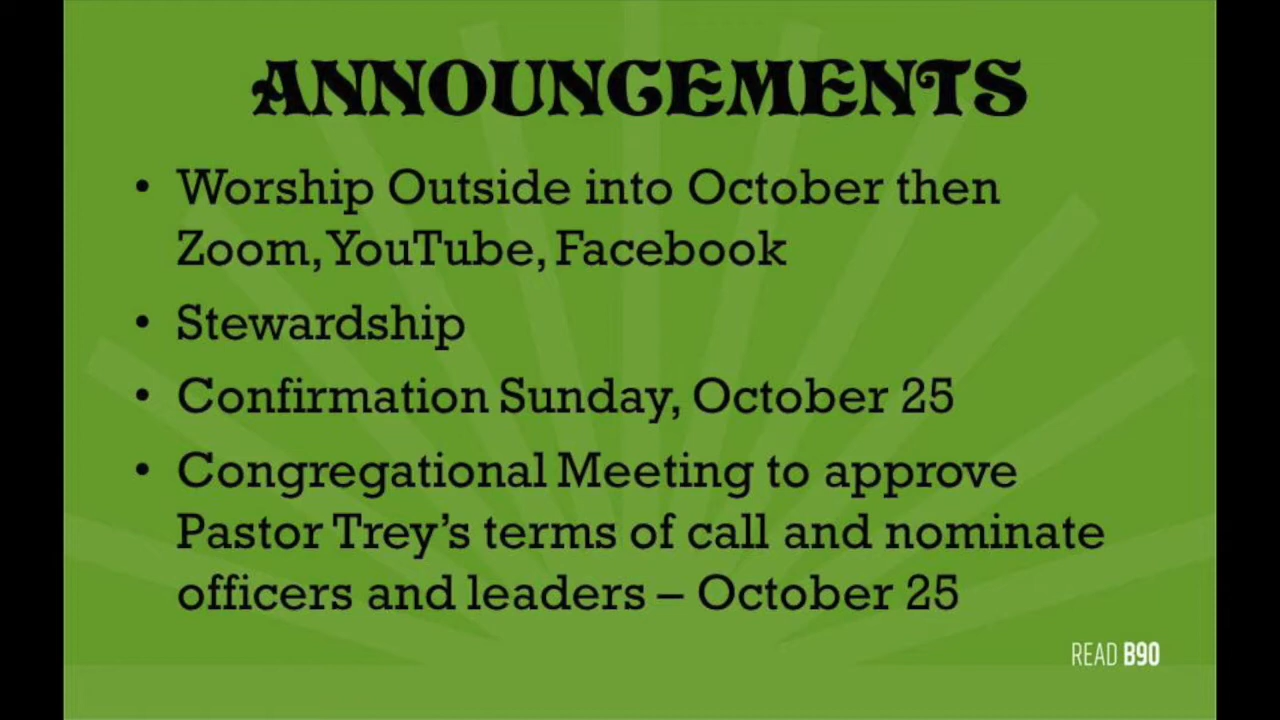 ANNOUNCEMENTS
• Worship Outside into October then
Zoom, YouTube, Facebook
• Stewardship
• Confirmation Sunday, October 25
• Congregational Meeting to approve
Pastor Trey’s terms of call and nominate
officers and leaders – October 25
READ B90